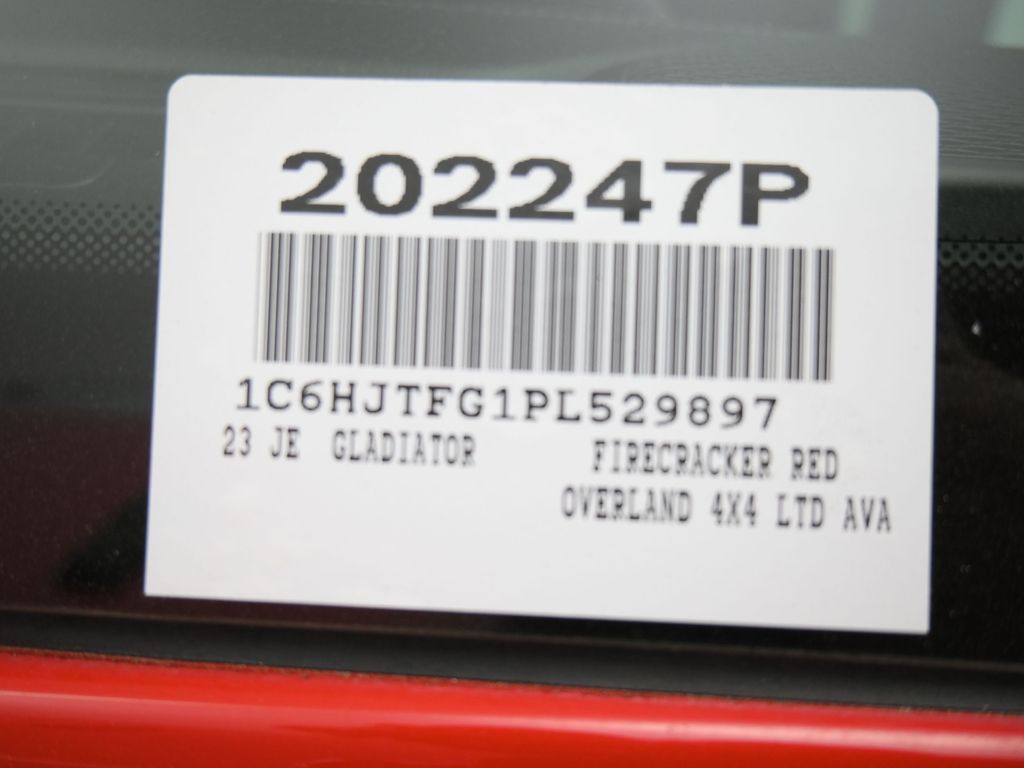 202247P
1C6HJTFG1PL529897
23 JE GLADIATOR FIRECRACKER RED
OVERLAND 4X4 LTD AVA